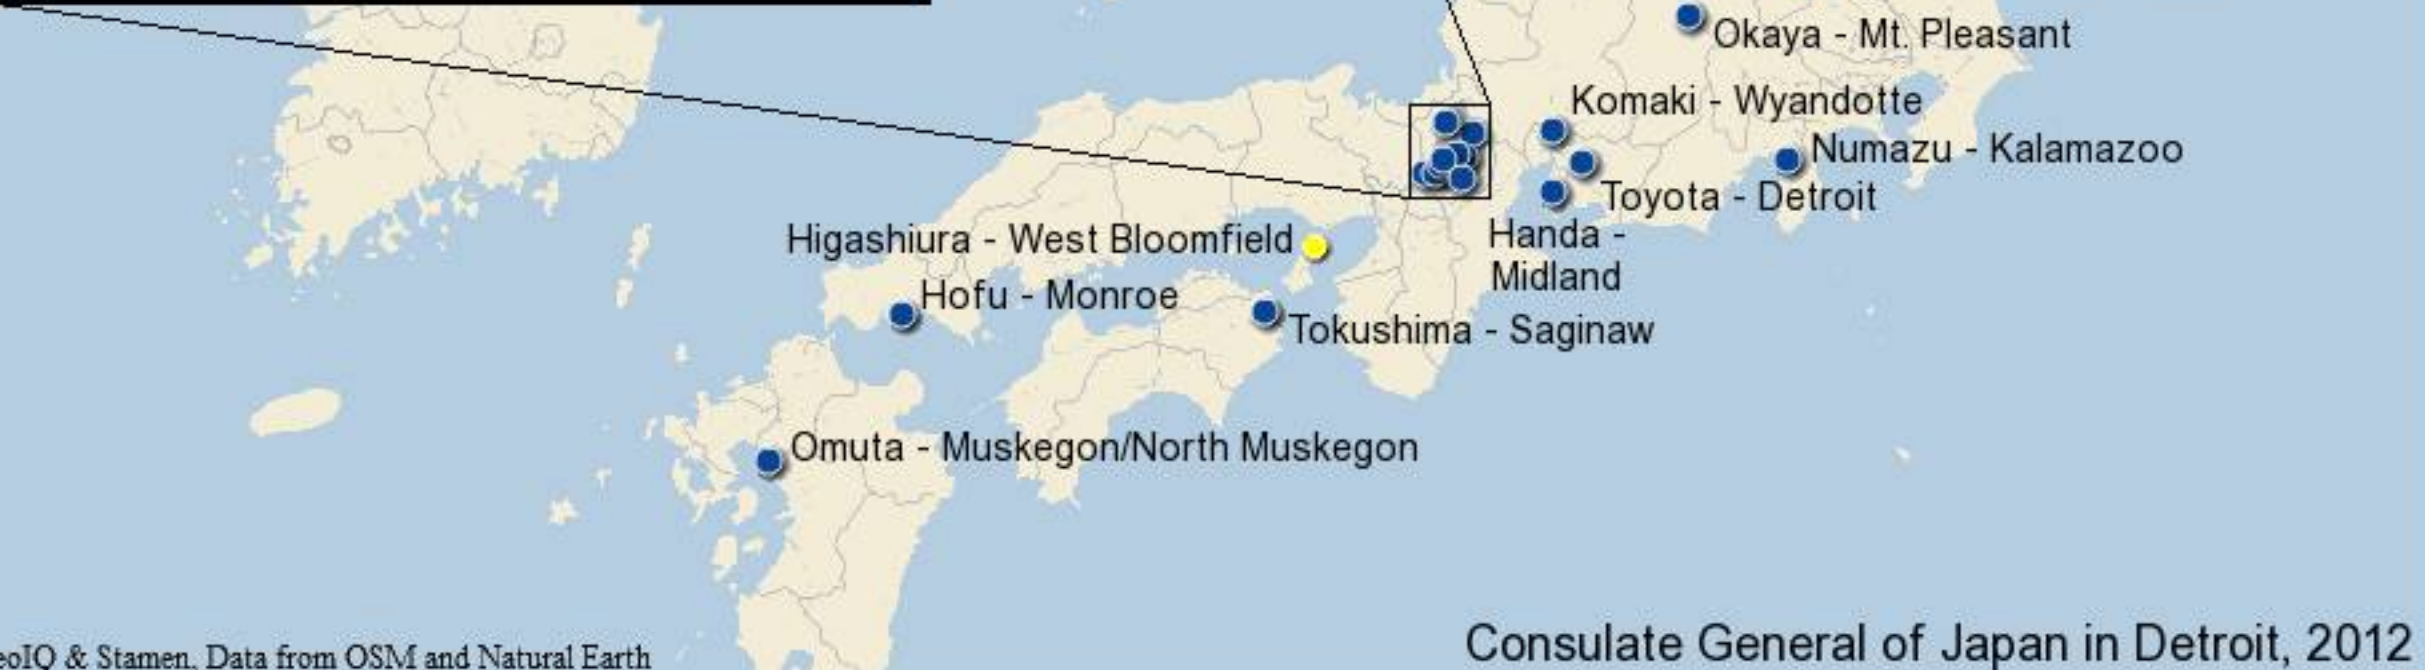 Okaya - Mt. Pleasant
Komaki - Wyandotte
Numazu - Kalamazoo
Toyota - Detroit
Higashiura - West Bloomfield
Handa -
Midland
Hofu - Monroe
Tokushima - Saginaw
Omuta - Muskegon/North Muskegon
Consulate General of Japan in Detroit, 2012
eoIQ & Stamen. Data from OSM and Natural Earth